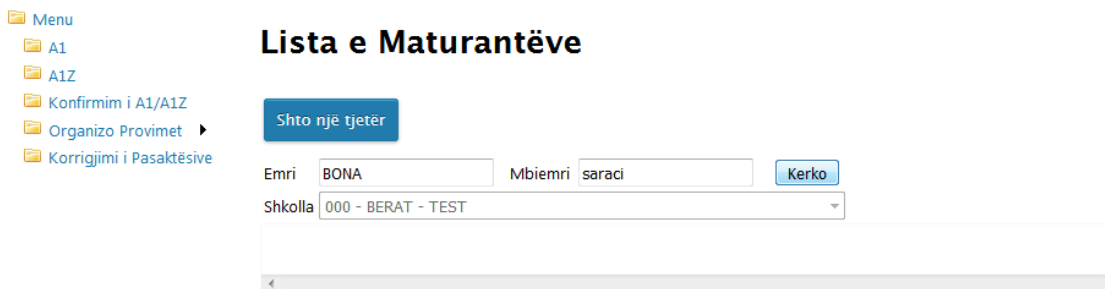 Menu
A1
A1Z
Konfirmim i A1/A1Z
Organizo Provimet
Korrigjimi i Pasaktësive
Lista e Maturantëve
Shto një tjetër
Emri BONA Mbiemri saraci Kerko
Shkolla 000 - BERAT - TEST